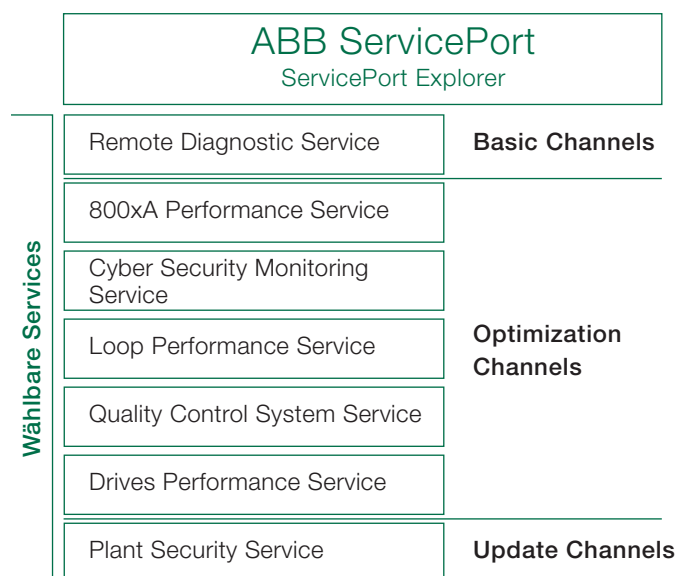 ABB ServicePort
ServicePort Explorer
Wählbare Services
Remote Diagnostic Service
Basic Channels
800xA Performance Service
Cyber Security Monitoring
Service
Loop Performance Service
Optimization
Channels
Quality Control System Service
Drives Performance Service
Plant Security Service
Update Channels